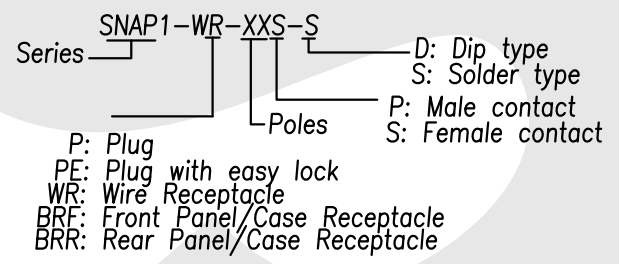 SNAP1-WR-XXS-S
Series
D: Dip type
S: Solder type
P: Male contact
S: Female contact
Poles
P: Plug
PE: Plug with easy lock
WR: Wire Receptacle
BRF: Front Panel/Case Receptacle
BRR: Rear Panel/Case Receptacle